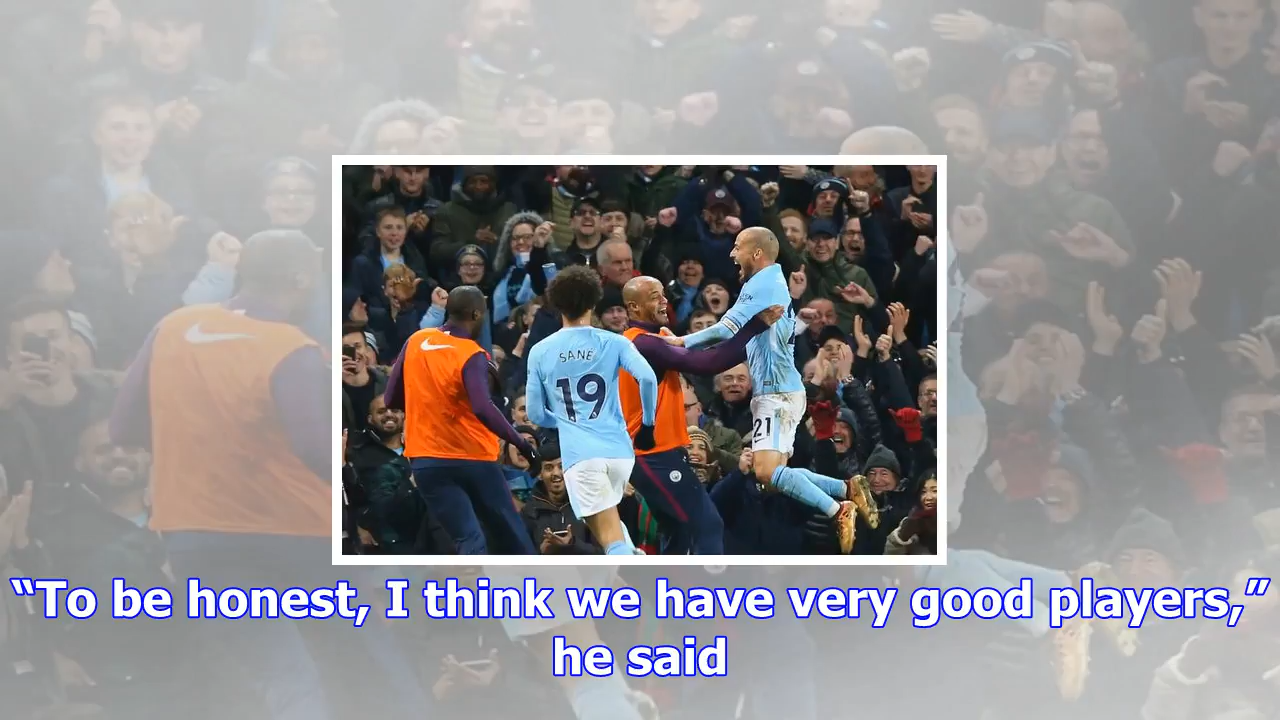 SANE
19
21
“To be honest, I think we have very good players,”
he said